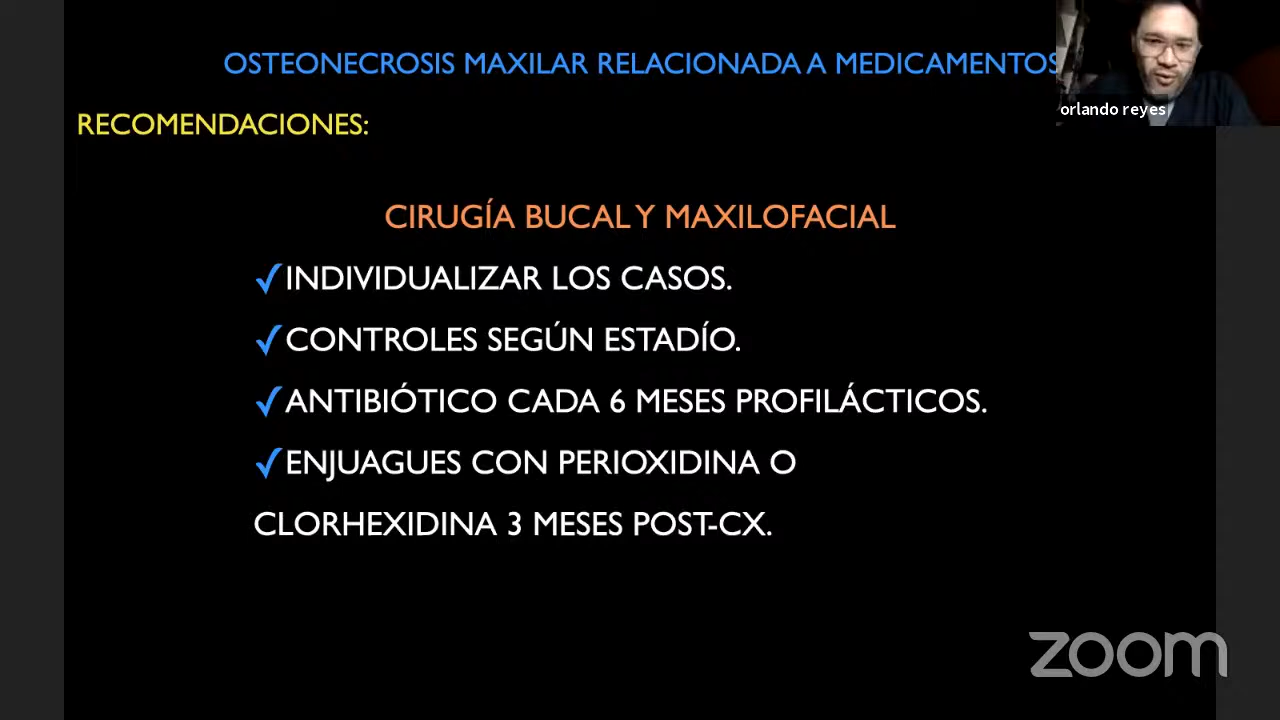 OSTEONECROSIS MAXILAR RELACIONADA A MEDICAMENTOS
orlando reyes
RECOMENDACIONES:
CIRUGÍA BUCAL Y MAXILOFACIAL
✓INDIVIDUALIZAR LOS CASOS.
✓CONTROLES SEGÚN ESTADÍO.
✓ANTIBIÓTICO CADA 6 MESES PROFILÁCTICOS.
✓ENJUAGUES CON PERIOXIDINA O
CLORHEXIDINA 3 MESES POST-CX.
zoom